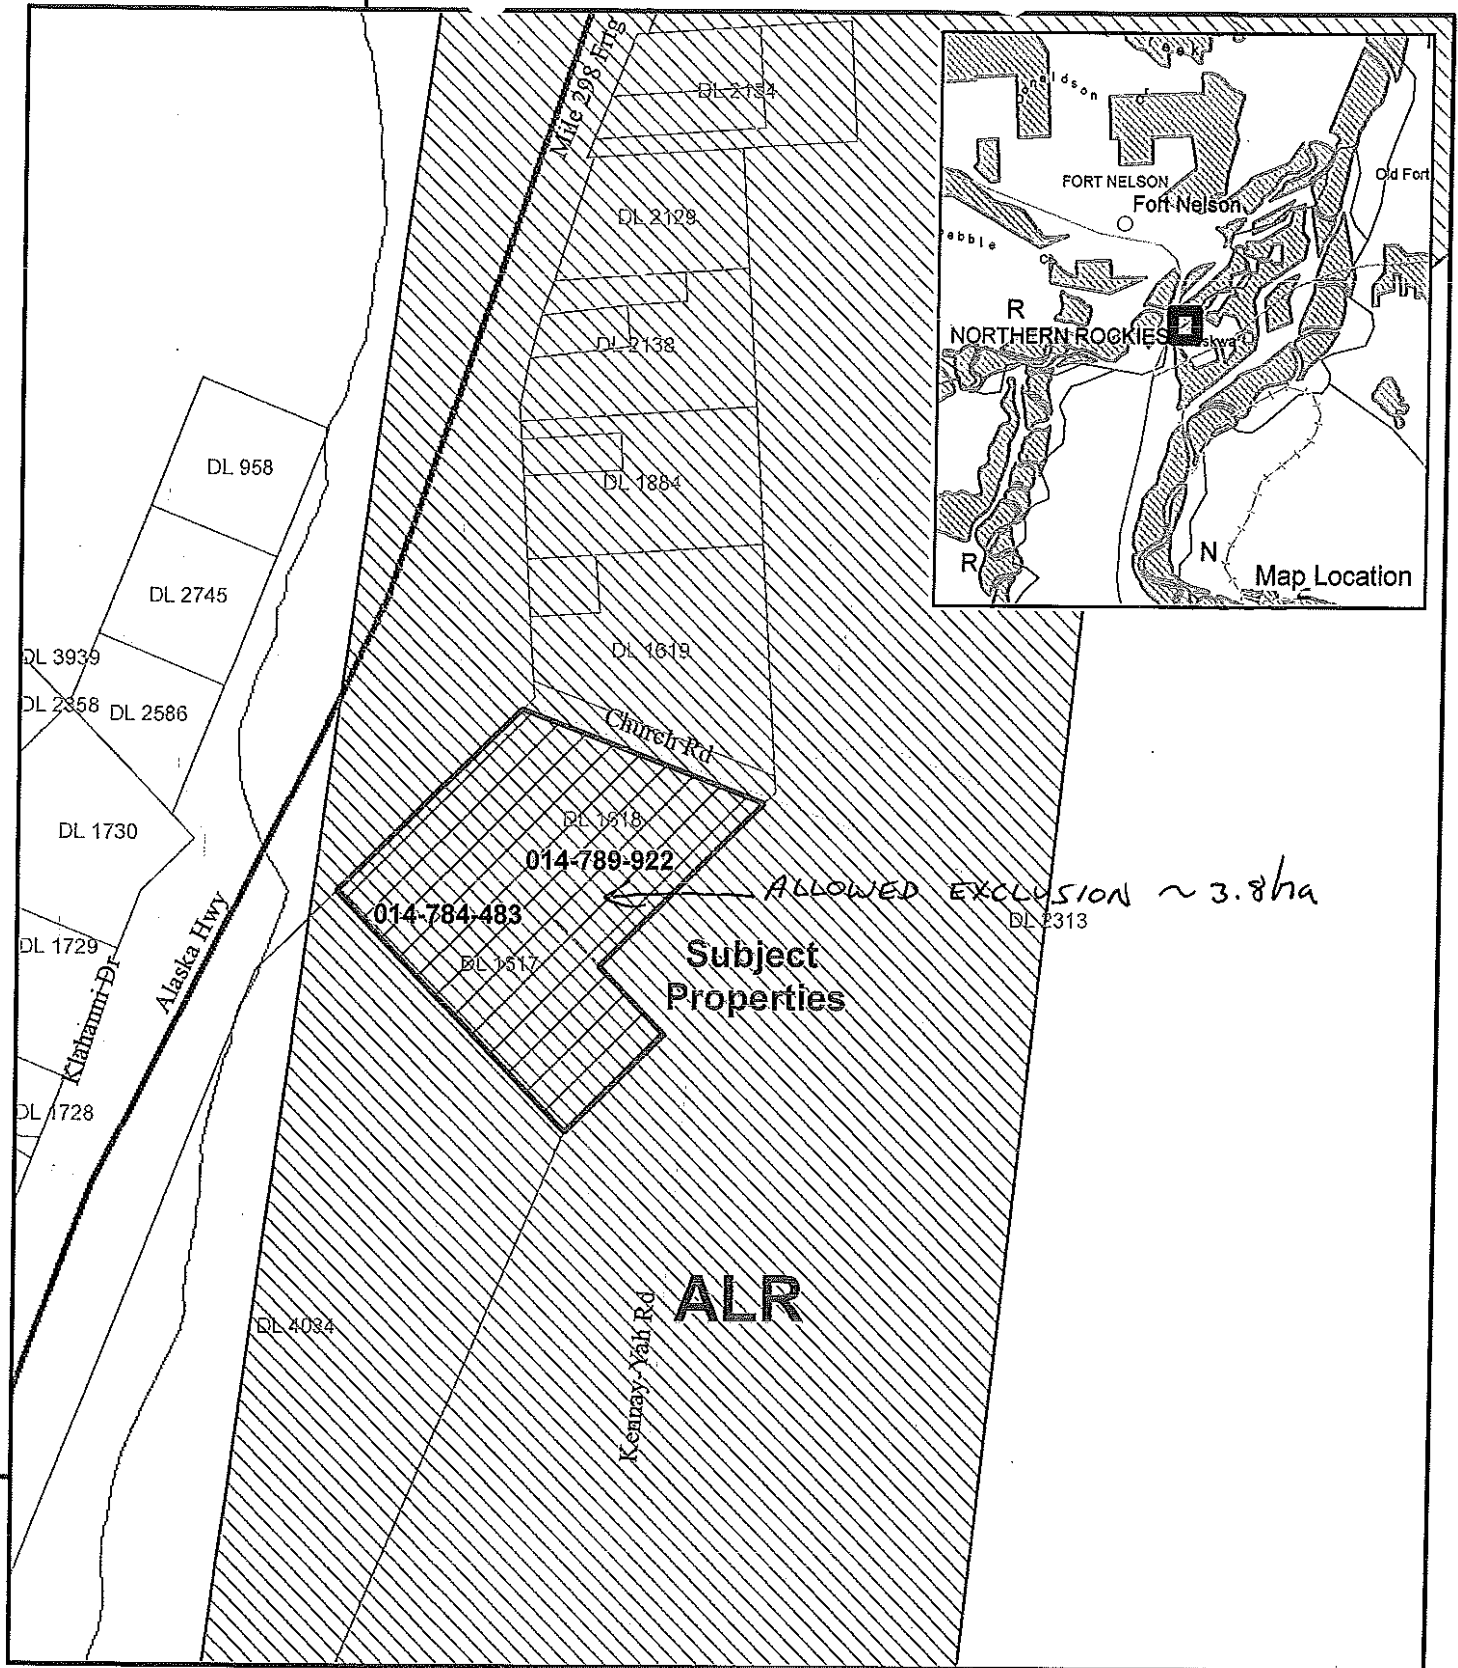 Mile 298 Frtg
DL 2134
DL 2129
DL 2138
DL 1884
DL 1619
Church Rd
DL 958
DL 2745
DL 3939
DL 2358
DL 2586
DL 1730
DL 1729
DL 1728
Klahanni Dr
Alaska Hwy
DL 1618
014-789-922
014-784-483
DL 1517
ALLOWED EXCLUSION ~ 3.8ha
DL 2313
Subject
Properties
ALR
DL 4034
Kennay-Yah Rd
FORT NELSON
Fort Nelson
Old Fort
R
NORTHERN ROCKIES
R
N
Map Location